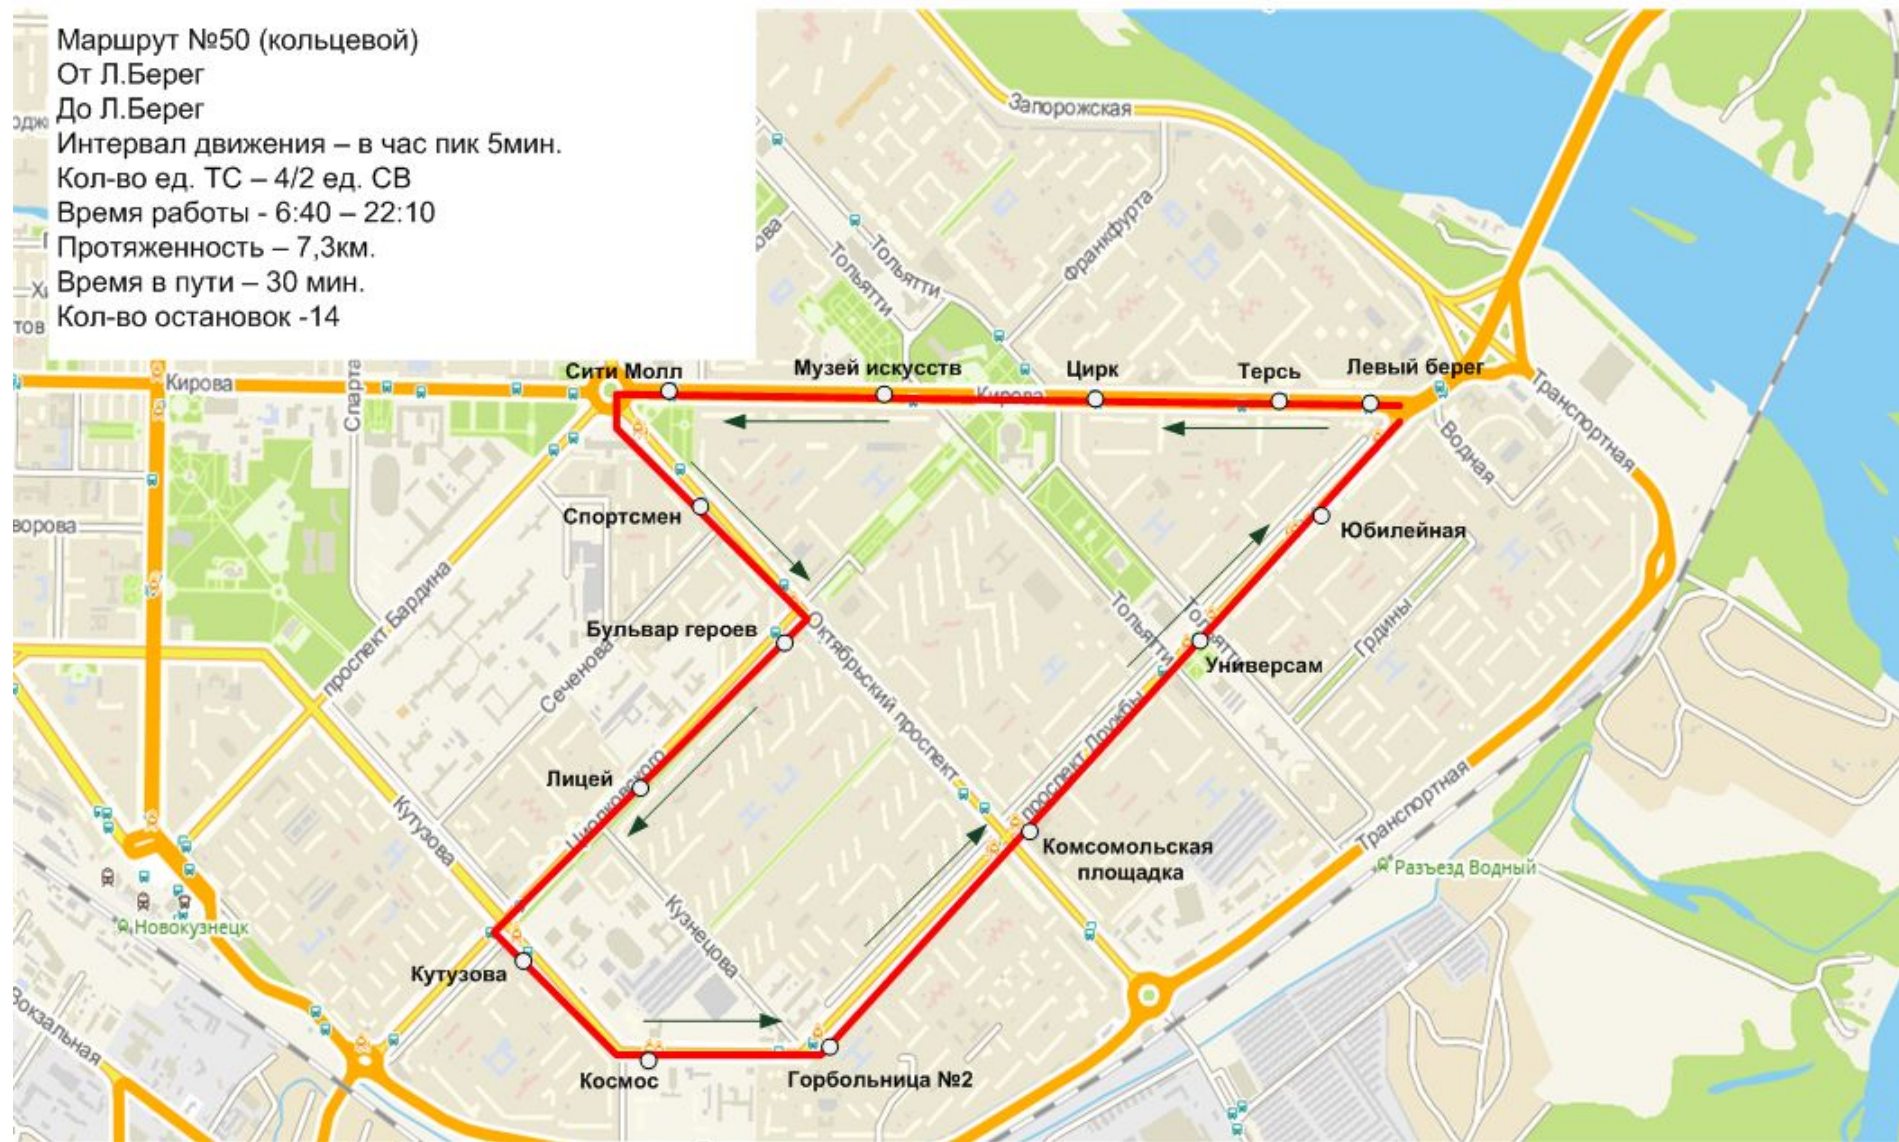 Маршрут №50 (кольцевой)
От Л.Берег
До Л.Берег
Интервал движения – в час пик 5мин.
Кол-во ед. ТС – 4/2 ед. СВ
Время работы - 6:40 – 22:10
Протяженность – 7,3км.
Время в пути – 30 мин.
Кол-во остановок -14
Запорожская
Франкфурта
Тольятти
Тольятти
Сити Молл
Музей искусств
Цирк
Терсь
Левый берег
Кирова
Кирова
Спарта
Транспортная
Водная
Спортсмен
Юбилейная
ворова
проспект Бардина
Бульвар героев
Октябрьский проспект
Сеченова
Тольятти
Тольятти
Грдины
Универсам
проспект Дружбы
Лицей
Циолковского
Кутузова
Транспортная
Комсомольская
площадка
Разъезд Водный
Новокузнецк
Кузнецова
Кутузова
Вокзальная
Космос
Горбольница №2